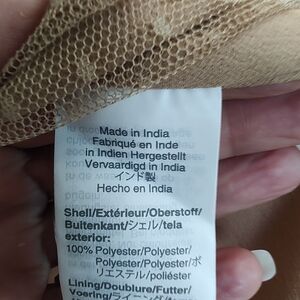 Made in India
Fabriqué en Inde
in Indien Hergestellt
Vervaardigd in India
インド製
Hecho en India
Shell/Extérieur/Oberstoff/
Buitenkant/シェル/tela
exterior:
100% Polyester/Polyester/
Polyester/Polyester/ポ
リエステル/poliéster
Lining/Doublure/Futter/
Voering/ライニング/